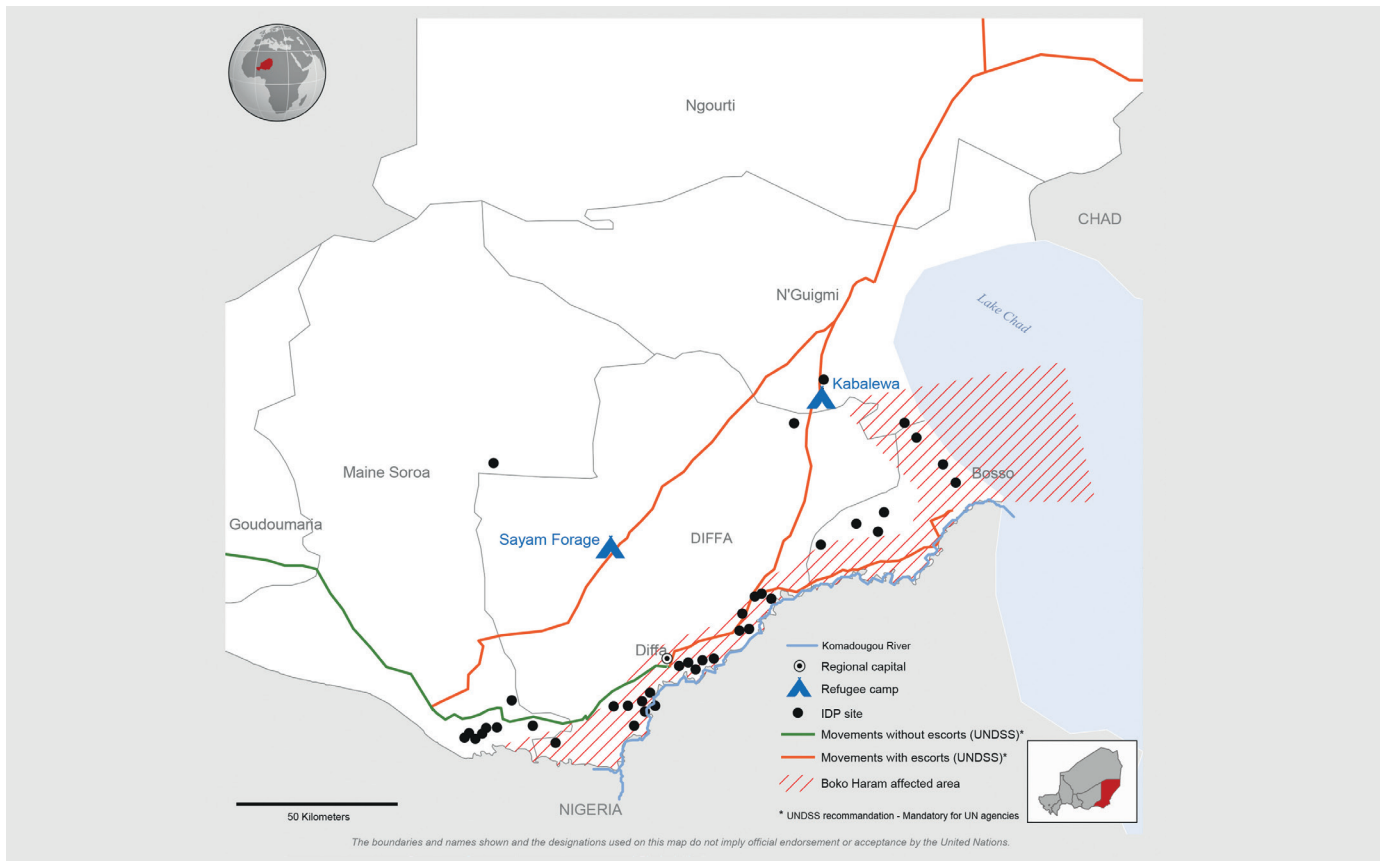 Ngourti
CHAD
Lake Chad
N'Guigmi
Kabalewa
Maine Soroa
Bosso
Goudoumaria
Sayam Forage
DIFFA
Diffa
Komadougou River
Regional capital
Refugee camp
IDP site
Movements without escorts (UNDSS)*
Movements with escorts (UNDSS)*
Boko Haram affected area
* UNDSS recommandation - Mandatory for UN agencies
NIGERIA
50 Kilometers
The boundaries and names shown and the designations used on this map do not imply official endorsement or acceptance by the United Nations.